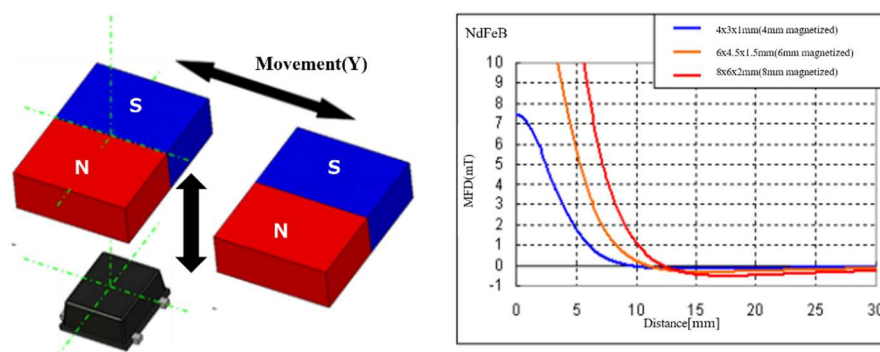 Movement(Y)
S
N
S
N
NdFeB
4x3x1mm(4mm magnetized)
6x4.5x1.5mm(6mm magnetized)
8x6x2mm(8mm magnetized)
MFD(mT)
10
9
8
7
6
5
4
3
2
1
0
-1
0 5 10 15 20 25 30
Distance[mm]